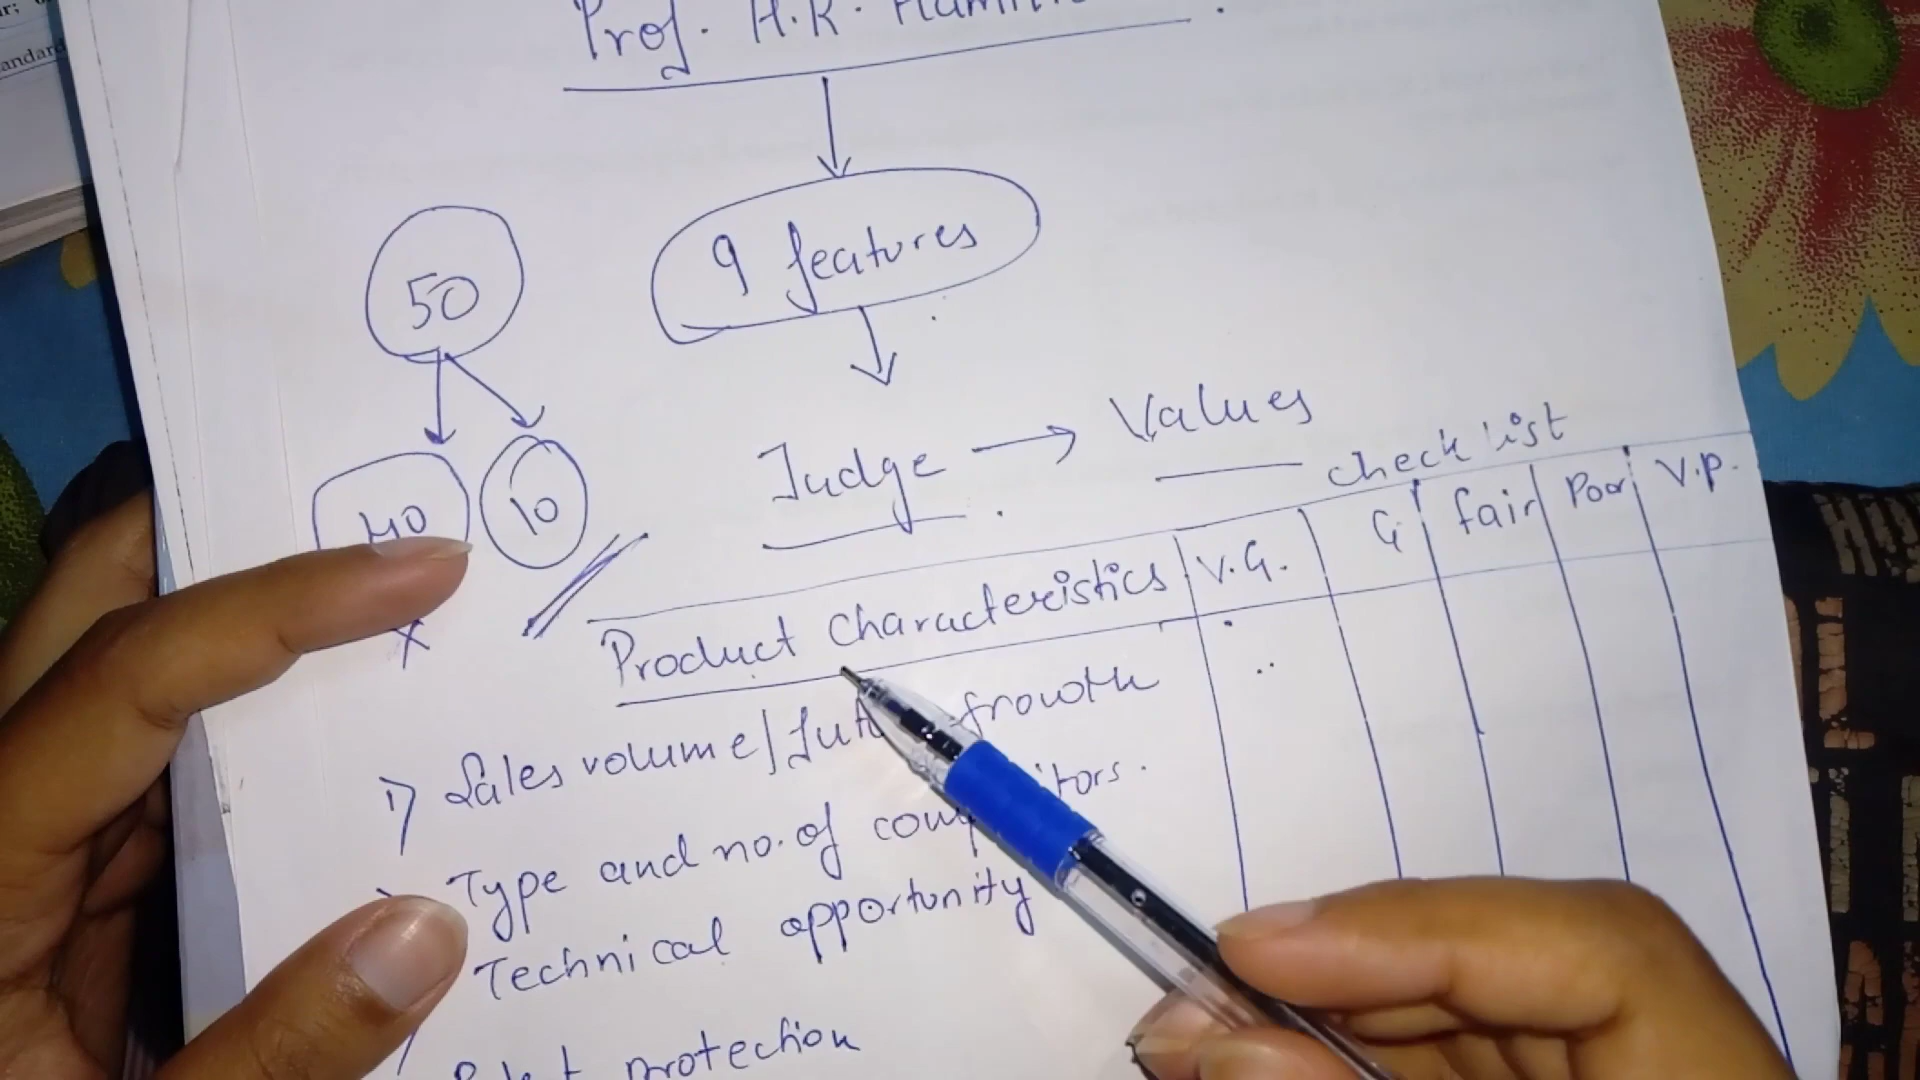 Prof. H.R.
9 features
50
Judge → Values
40 10
check list
Product characteristics V.G. G fair Poor V.P.
1) Sales volume/ growth
Type and no. of
Technical opportunity
protection